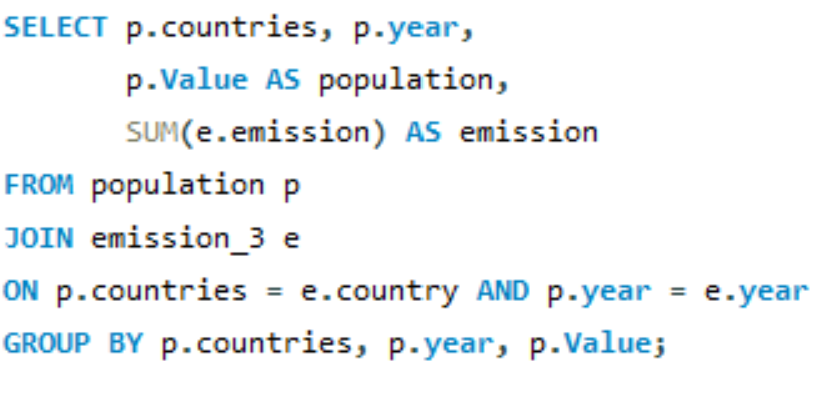 SELECT p.countries, p.year,
p.Value AS population,
SUM(e.emission) AS emission
FROM population p
JOIN emission_3 e
ON p.countries = e.country AND p.year = e.year
GROUP BY p.countries, p.year, p.Value;